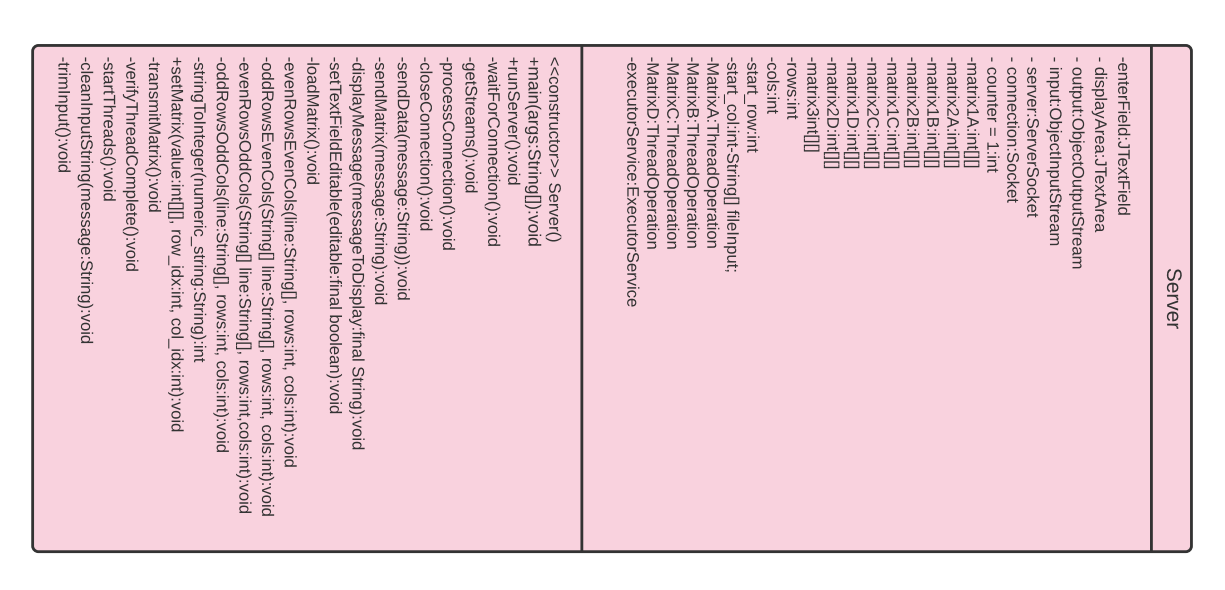 Server
-enterField:JTextField
- displayArea:JTextArea
- output:ObjectOutputStream
- input:ObjectInputStream
- server:ServerSocket
- connection:Socket
- counter = 1:int
-matrix1A:int[][]
-matrix2A:int[][]
-matrix1B:int[][]
-matrix2B:int[][]
-matrix1C:int[][]
-matrix2C:int[][]
-matrix1D:int[][]
-matrix2D:int[][]
-matrix3int[][]
-rows:int
-cols:int
-start_row:int
-start_col:int-String[] fileInput;
-MatrixA:ThreadOperation
-MatrixB:ThreadOperation
-MatrixC:ThreadOperation
-MatrixD:ThreadOperation
-executorService:ExecutorService
<<constructor>> Server()
+main(args:String[]):void
+runServer():void
-waitForConnection():void
-getStreams():void
-processConnection():void
-closeConnection():void
-sendData(message:String)):void
-sendMatrix(message:String):void
-displayMessage(messageToDisplay:final String):void
-setTextFieldEditable(editable:final boolean):void
-loadMatrix():void
-evenRowsEvenCols(line:String[], rows:int, cols:int):void
-oddRowsEvenCols(String[] line:String[], rows:int, cols:int):void
-evenRowsOddCols(String[] line:String[], rows:int,cols:int):void
-oddRowsOddCols(line:String[], rows:int, cols:int):void
-stringToInteger(numeric_string:String):int
+setMatrix(value:int[][], row_idx:int, col_idx:int):void
-transmitMatrix():void
-verifyThreadComplete():void
-startThreads():void
-cleanInputString(message:String):void
-trimInput():void